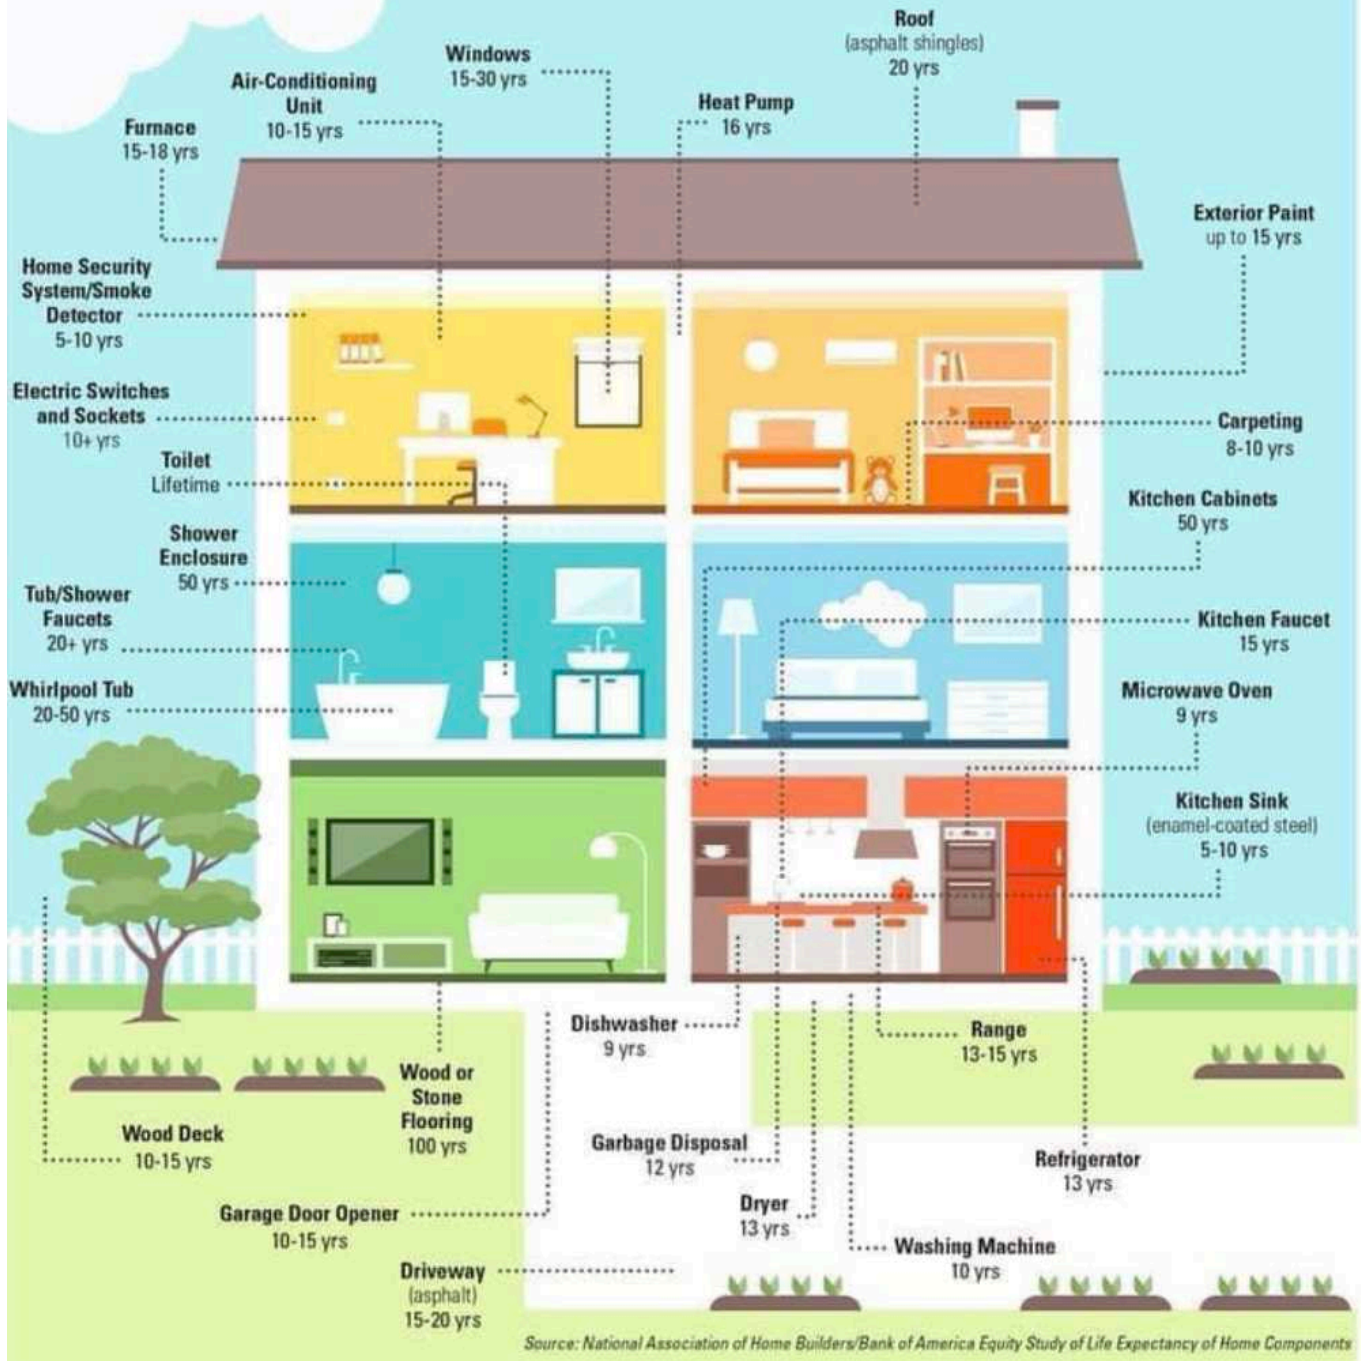 Roof
(asphalt shingles)
20 yrs
Windows
15-30 yrs
Air-Conditioning
Unit
10-15 yrs
Heat Pump
16 yrs
Furnace
15-18 yrs
Exterior Paint
up to 15 yrs
Home Security
System/Smoke
Detector
5-10 yrs
Electric Switches
and Sockets
10+ yrs
Carpeting
8-10 yrs
Toilet
Lifetime
Kitchen Cabinets
50 yrs
Shower
Enclosure
50 yrs
Tub/Shower
Faucets
20+ yrs
Kitchen Faucet
15 yrs
Whirlpool Tub
20-50 yrs
Microwave Oven
9 yrs
Kitchen Sink
(enamel-coated steel)
5-10 yrs
Dishwasher
9 yrs
Range
13-15 yrs
Wood or
Stone
Flooring
100 yrs
Wood Deck
10-15 yrs
Garbage Disposal
12 yrs
Refrigerator
13 yrs
Dryer
13 yrs
Garage Door Opener
10-15 yrs
Washing Machine
10 yrs
Driveway
(asphalt)
15-20 yrs
Source: National Association of Home Builders/Bank of America Equity Study of Life Expectancy of Home Components